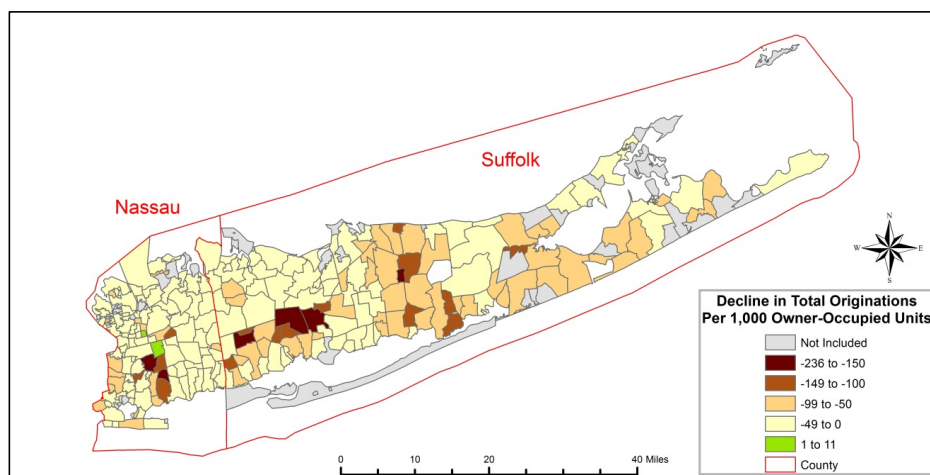 Suffolk
Nassau
N
W E
S
Decline in Total Originations
Per 1,000 Owner-Occupied Units
Not Included
-236 to -150
-149 to -100
-99 to -50
-49 to 0
1 to 11
County
0 10 20 40 Miles